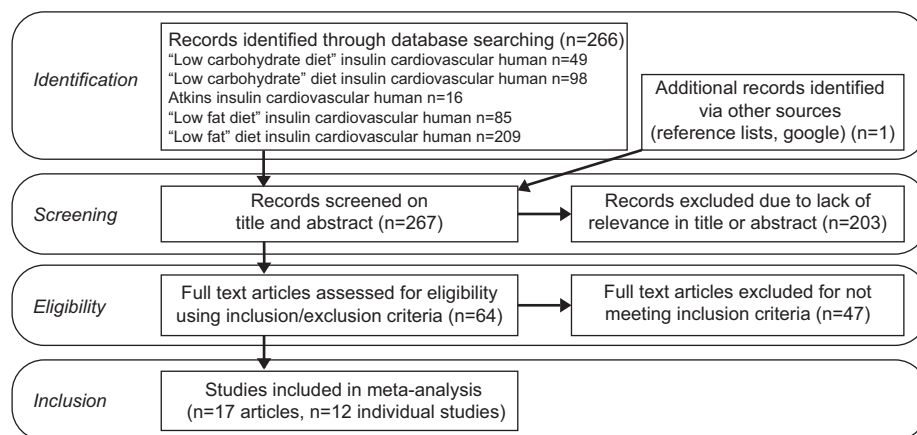 Identification
Records identified through database searching (n=266)
“Low carbohydrate diet” insulin cardiovascular human n=49
“Low carbohydrate” diet insulin cardiovascular human n=98
Atkins insulin cardiovascular human n=16
“Low fat diet” insulin cardiovascular human n=85
“Low fat” diet insulin cardiovascular human n=209
Additional records identified
via other sources
(reference lists, google) (n=1)
Screening
Records screened on
title and abstract (n=267)
Records excluded due to lack of
relevance in title or abstract (n=203)
Eligibility
Full text articles assessed for eligibility
using inclusion/exclusion criteria (n=64)
Full text articles excluded for not
meeting inclusion criteria (n=47)
Inclusion
Studies included in meta-analysis
(n=17 articles, n=12 individual studies)